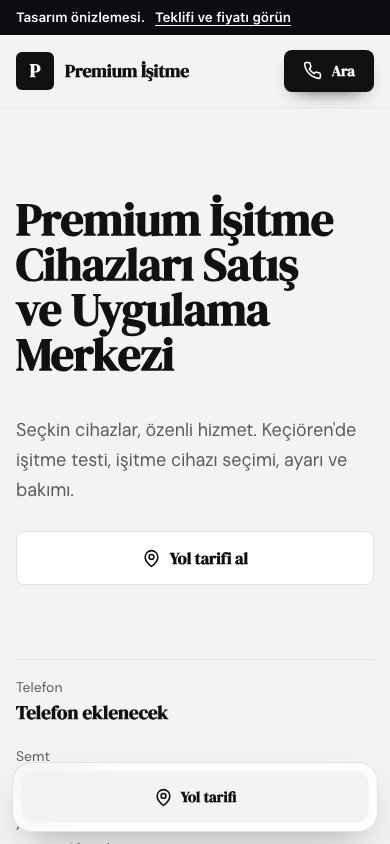 Tasarım önizlemesi. Teklifi ve fiyatı görün
P Premium İşitme Ara
Premium İşitme
Cihazları Satış
ve Uygulama
Merkezi
Seçkin cihazlar, özenli hizmet. Keçiören'de
işitme testi, işitme cihazı seçimi, ayarı ve
bakımı.
Yol tarifi al
Telefon
Telefon eklenecek
Semt
Yol tarifi